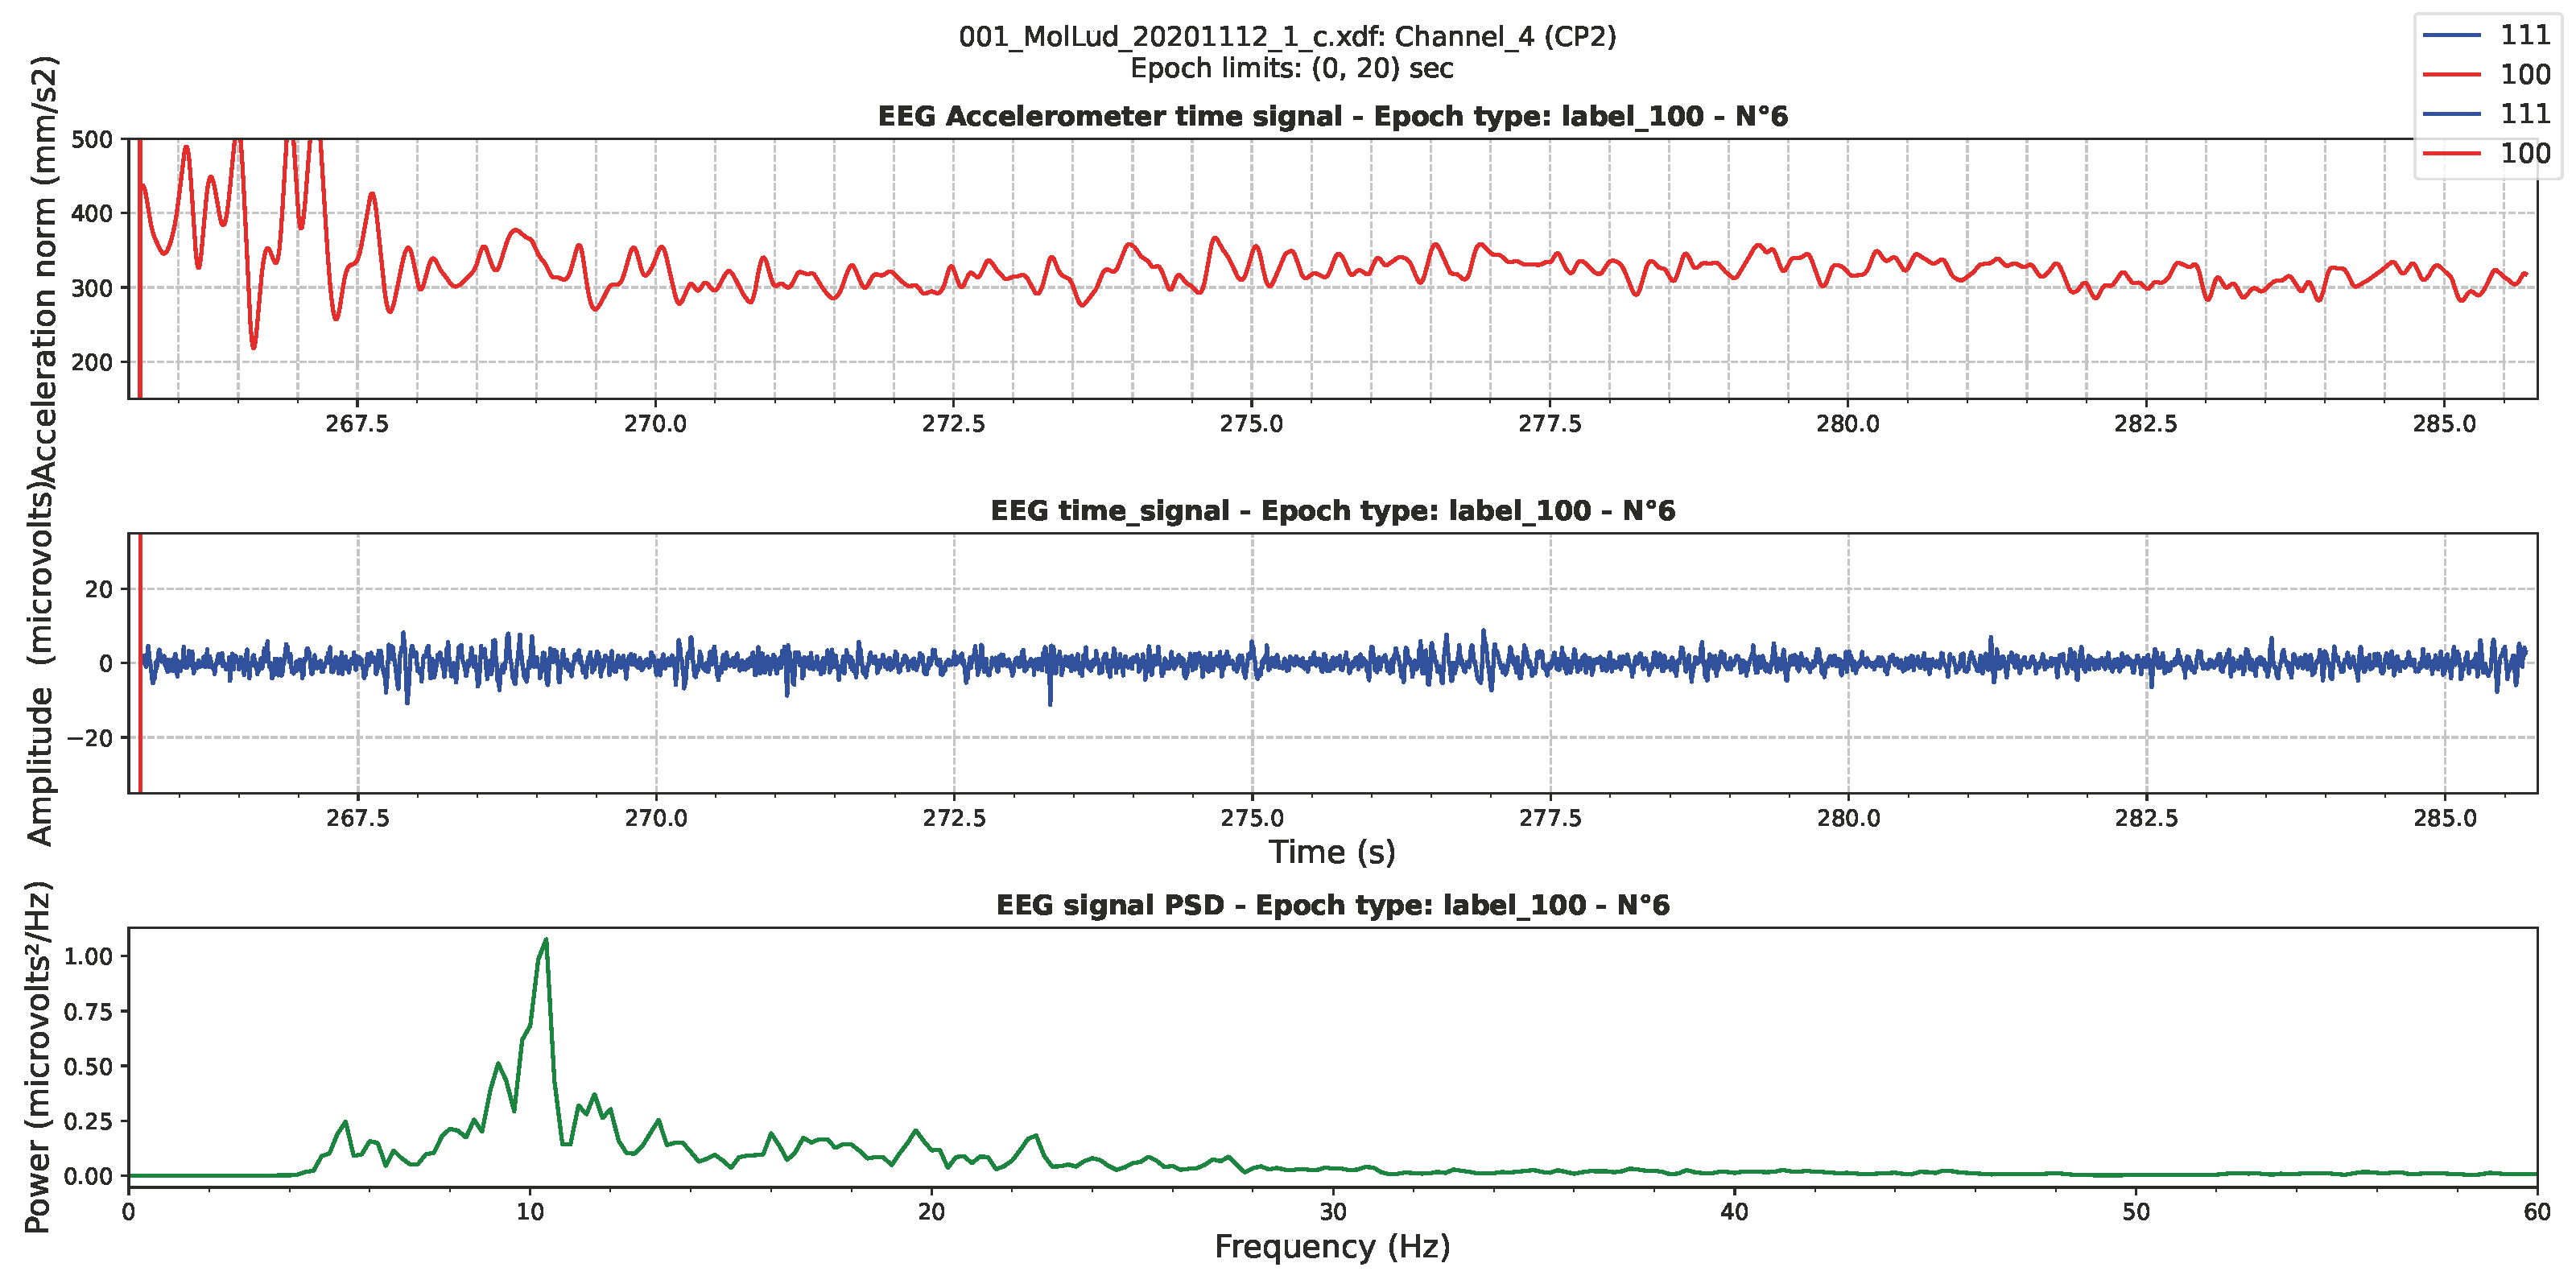 001_MolLud_20201112_1_c.xdf: Channel_4 (CP2)
Epoch limits: (0, 20) sec
111
100
111
100
EEG Accelerometer time signal - Epoch type: label_100 - N°6
Acceleration norm (mm/s2)
500
400
300
200
267.5 270.0 272.5 275.0 277.5 280.0 282.5 285.0
EEG time_signal - Epoch type: label_100 - N°6
Amplitude (microvolts)
20
0
−20
267.5 270.0 272.5 275.0 277.5 280.0 282.5 285.0
Time (s)
EEG signal PSD - Epoch type: label_100 - N°6
Power (microvolts²/Hz)
1.00
0.75
0.50
0.25
0.00
0 10 20 30 40 50 60
Frequency (Hz)